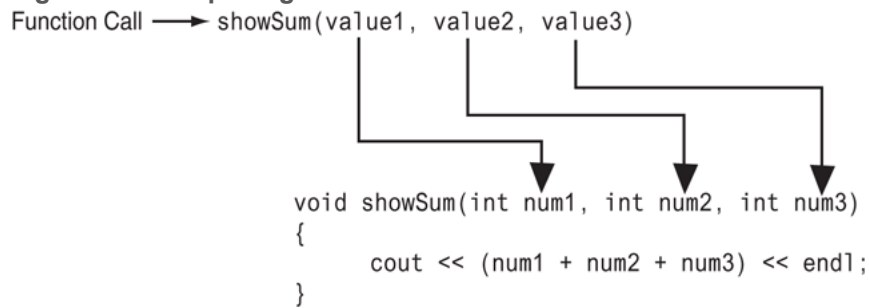 Function Call showSum(value1, value2, value3)
void showSum(int num1, int num2, int num3)
{
cout << (num1 + num2 + num3) << endl;
}